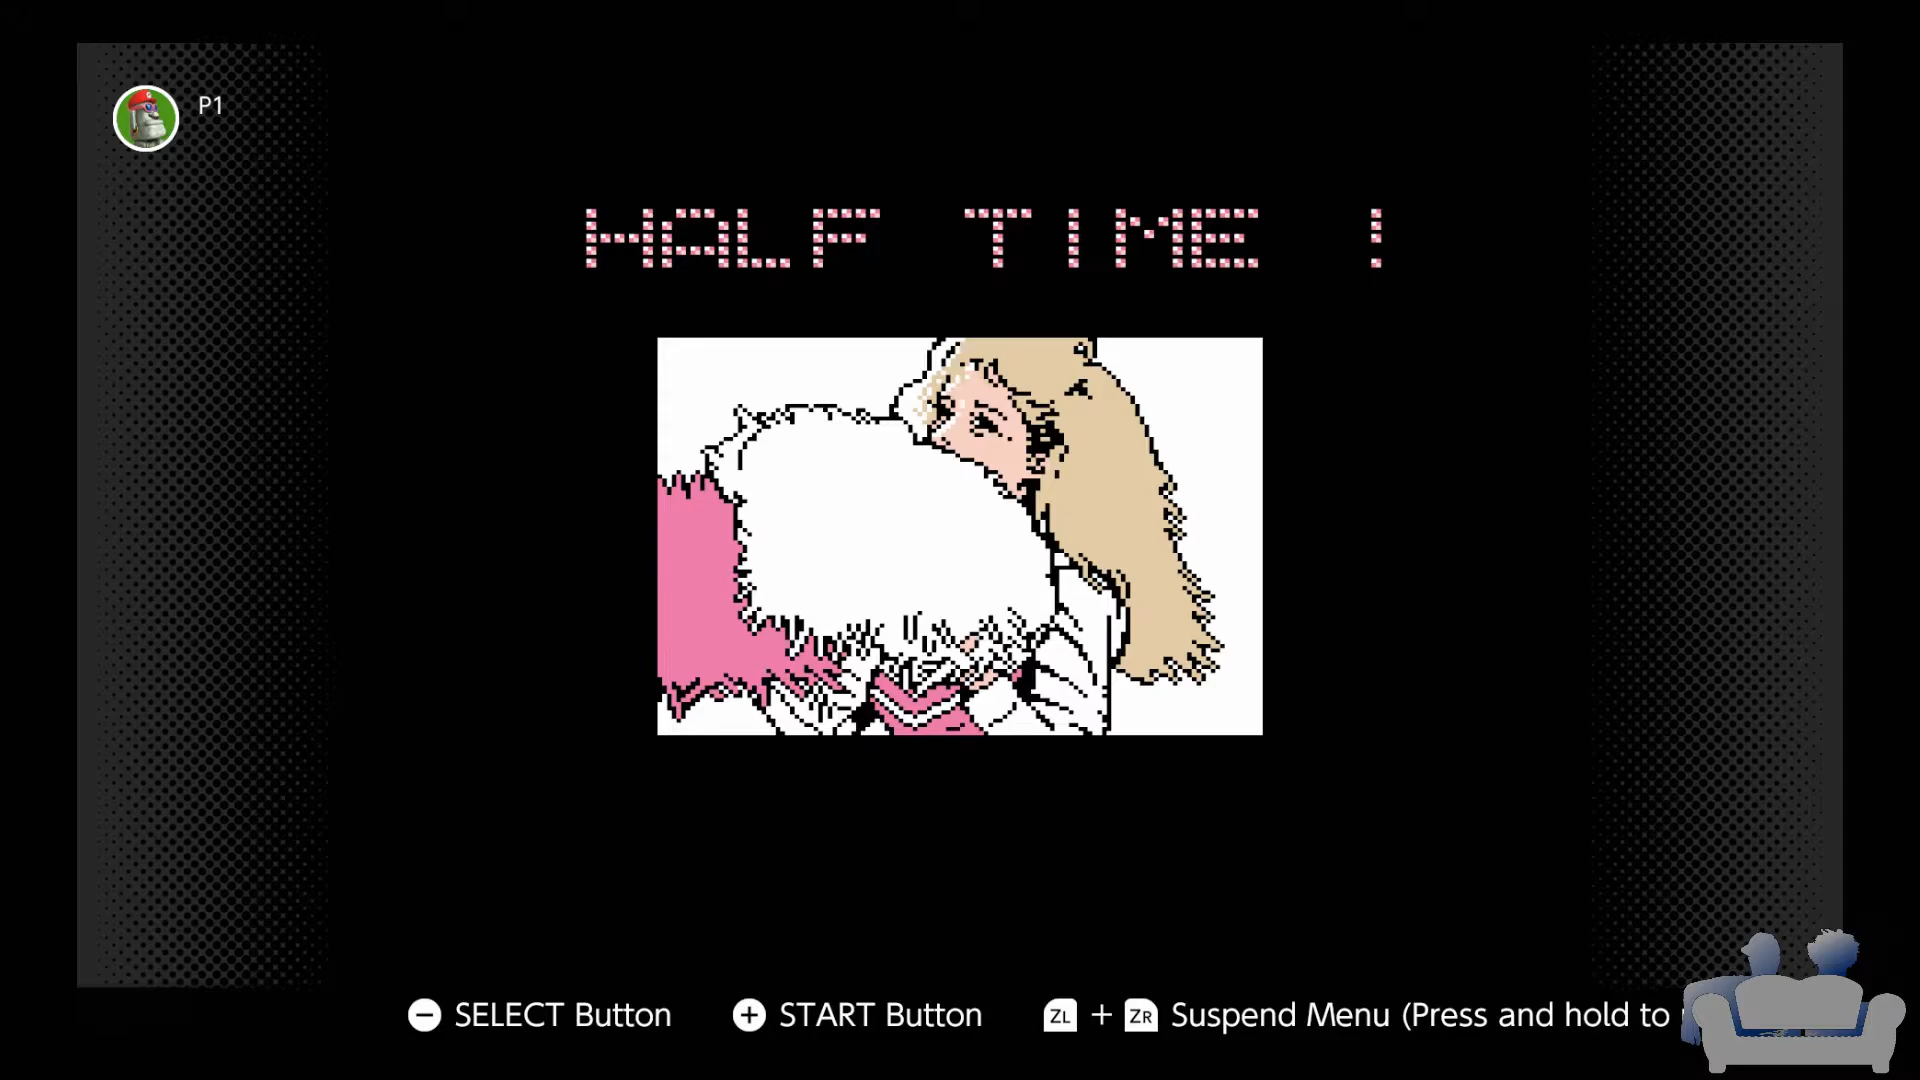 P1
HALF TIME !
SELECT Button START Button ZL + ZR Suspend Menu (Press and hold to